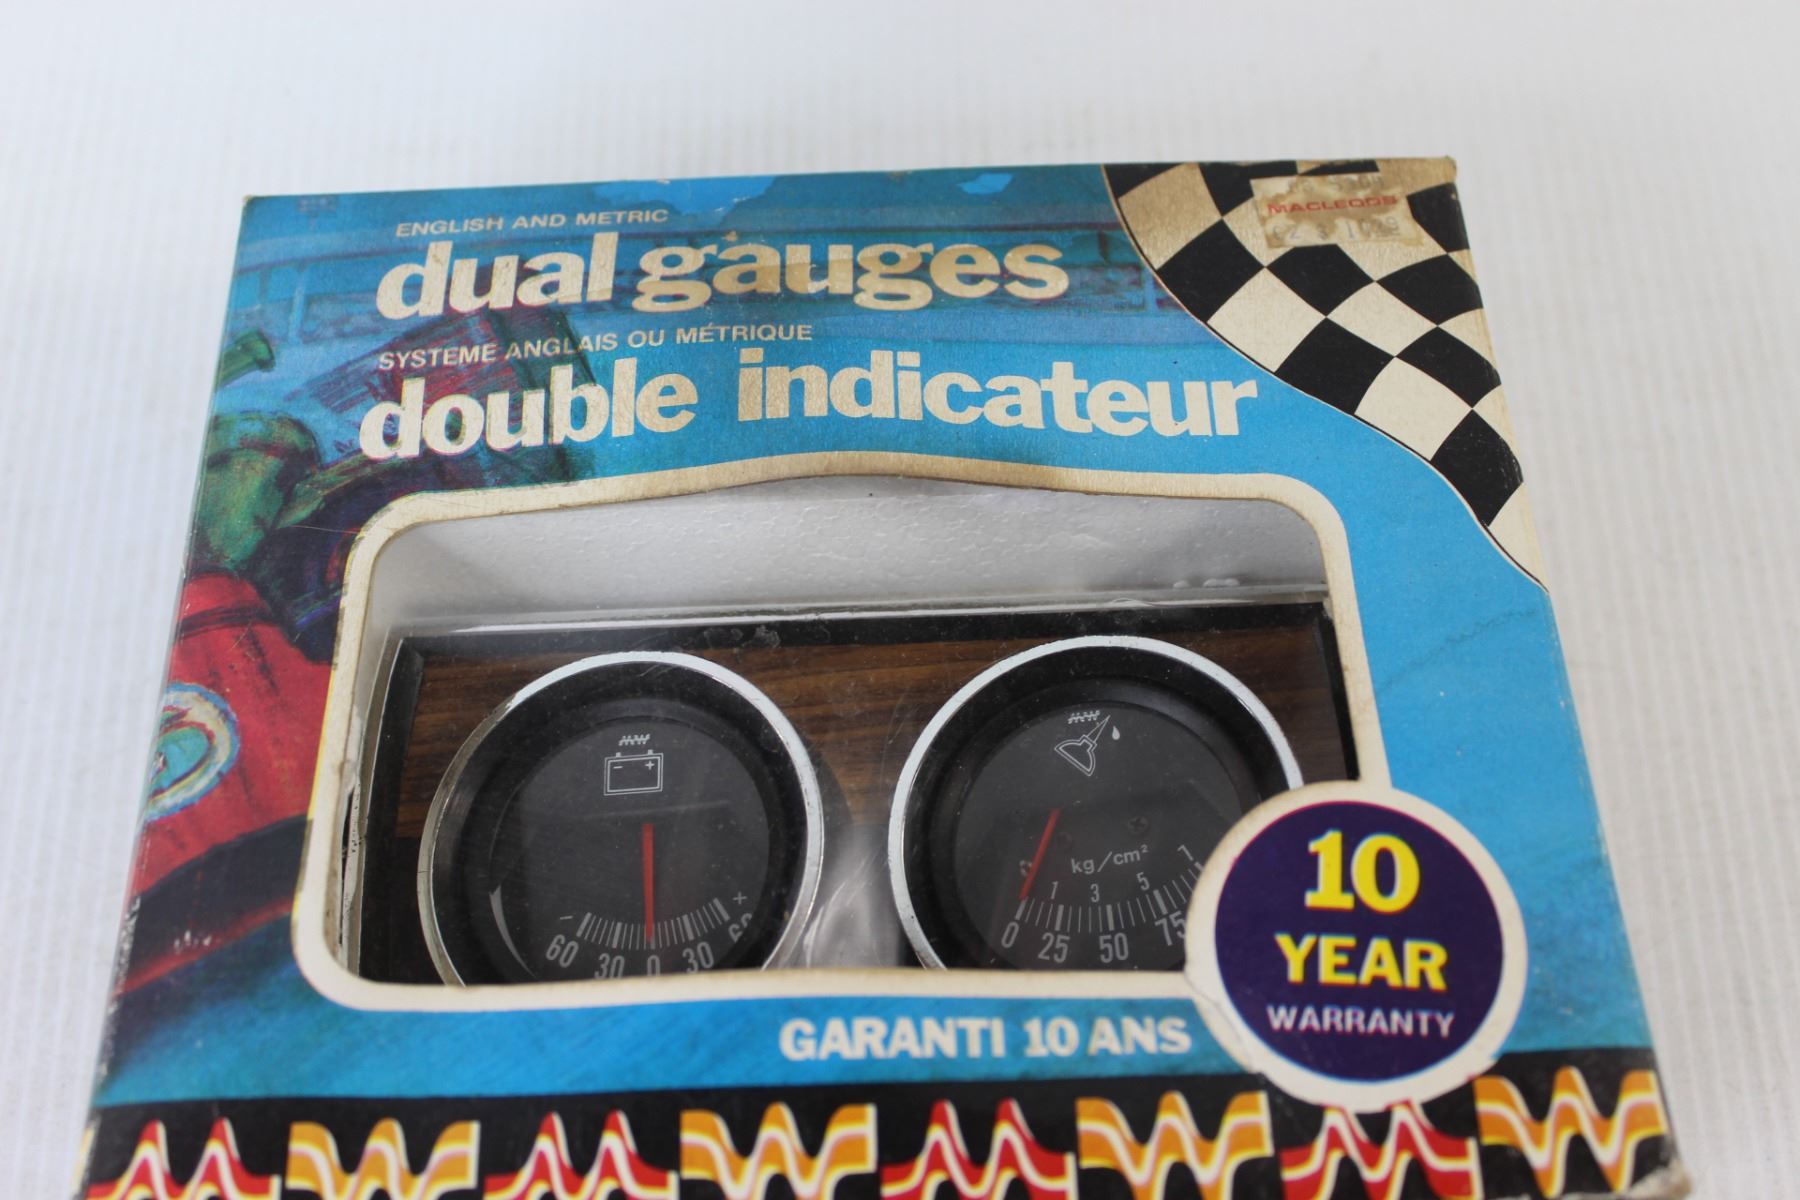 MACLEODS
ENGLISH AND METRIC
dual gauges
SYSTEME ANGLAIS OU MÉTRIQUE
double indicateur
- +
kg/cm²
0 1 3 5 7
0 25 50 75
- +
60 30 0 30 60
10
YEAR
WARRANTY
GARANTI 10 ANS